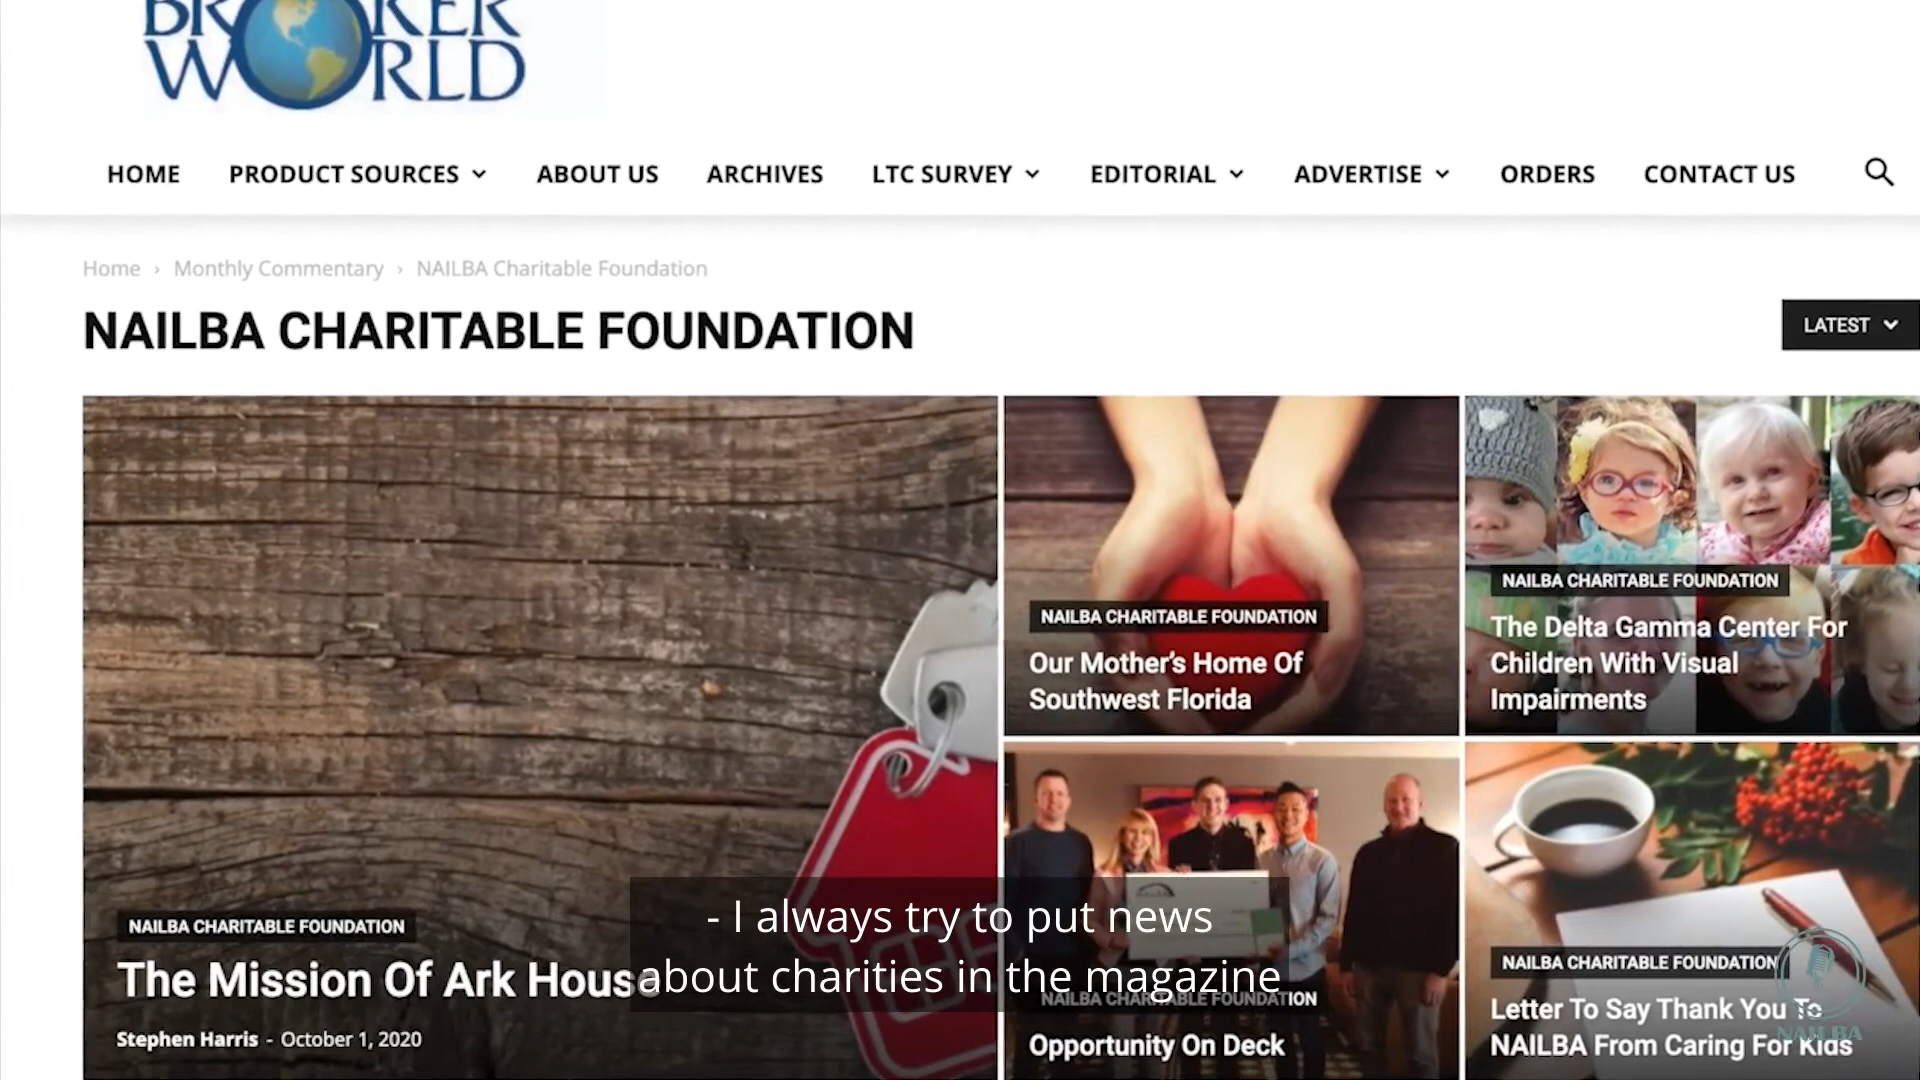 BROKER
WORLD
HOME PRODUCT SOURCES ABOUT US ARCHIVES LTC SURVEY EDITORIAL ADVERTISE ORDERS CONTACT US
Home › Monthly Commentary › NAILBA Charitable Foundation
NAILBA CHARITABLE FOUNDATION
LATEST
NAILBA CHARITABLE FOUNDATION
The Mission Of Ark House
Stephen Harris - October 1, 2020
NAILBA CHARITABLE FOUNDATION
Our Mother's Home Of
Southwest Florida
NAILBA CHARITABLE FOUNDATION
The Delta Gamma Center For
Children With Visual
Impairments
NAILBA CHARITABLE FOUNDATION
Opportunity On Deck
NAILBA CHARITABLE FOUNDATION
Letter To Say Thank You To
NAILBA From Caring For Kids
- I always try to put news
about charities in the magazine
NAILBA